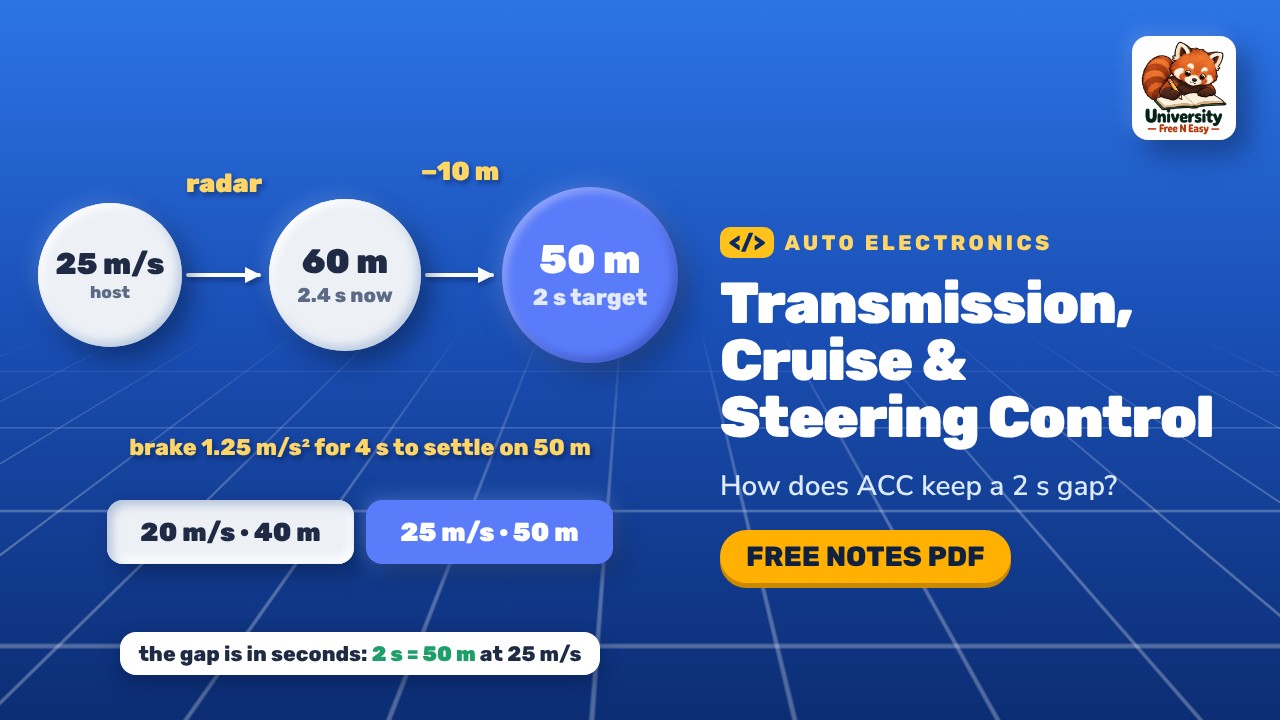 University
Free N Easy
radar
–10 m
25 m/s
host
60 m
2.4 s now
50 m
2 s target
brake 1.25 m/s² for 4 s to settle on 50 m
20 m/s • 40 m
25 m/s • 50 m
the gap is in seconds: 2 s = 50 m at 25 m/s
</> AUTO ELECTRONICS
Transmission,
Cruise &
Steering Control
How does ACC keep a 2 s gap?
FREE NOTES PDF